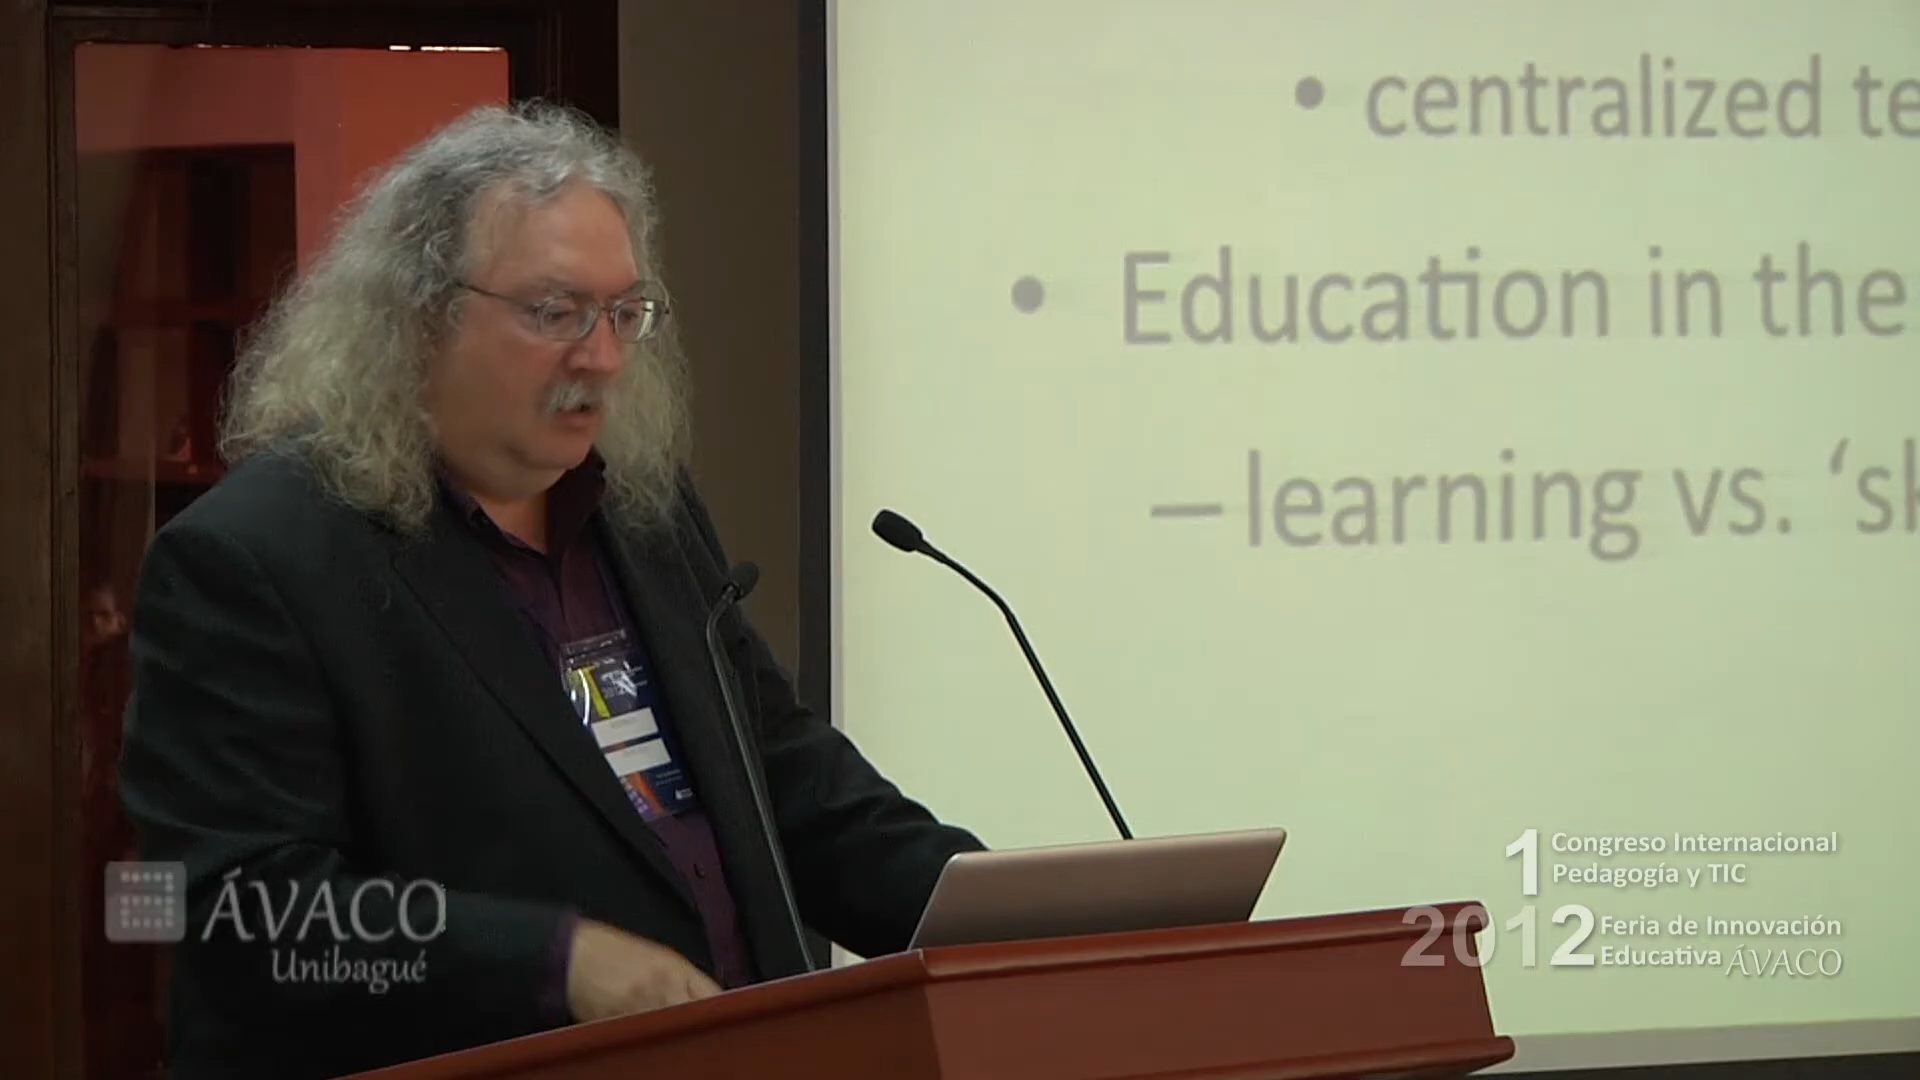 • centralized te
• Education in the
– learning vs. ‘sk
ÁVACO
Unibagué
1 Congreso Internacional
Pedagogía y TIC
2012 Feria de Innovación
Educativa ÁVACO